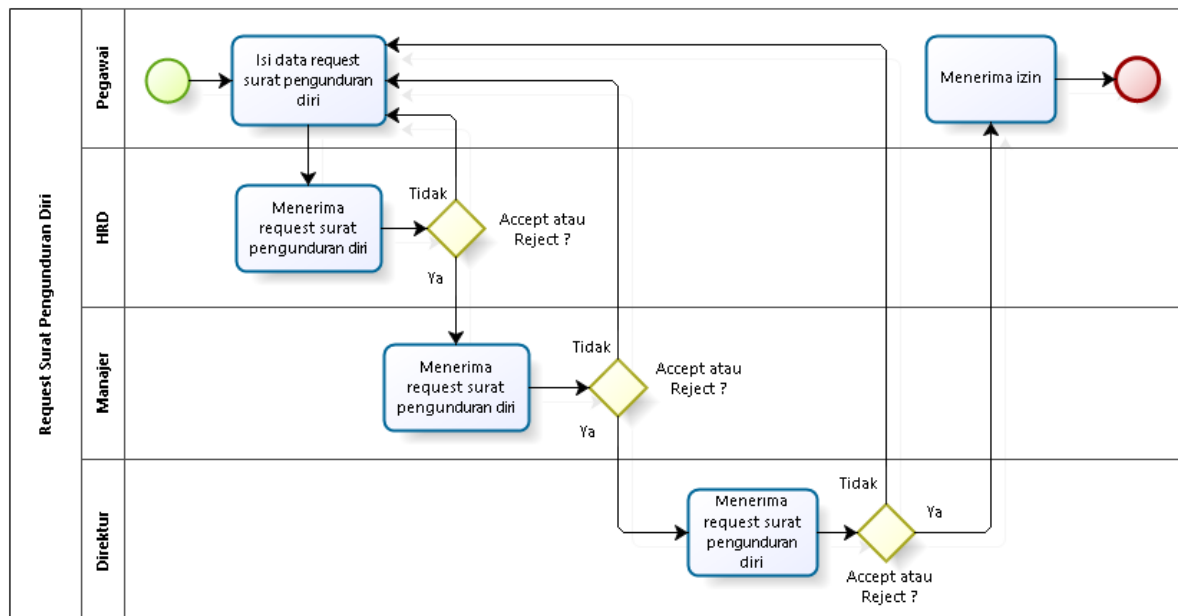 Request Surat Pengunduran Diri
Pegawai
Isi data request
surat pengunduran
diri
Menerima izin
HRD
Menerima
request surat
pengunduran diri
Tidak
Accept atau
Reject ?
Ya
Manajer
Menerima
request surat
pengunduran diri
Tidak
Accept atau
Reject ?
Ya
Direktur
Menerima
request surat
pengunduran
diri
Tidak
Ya
Accept atau
Reject ?